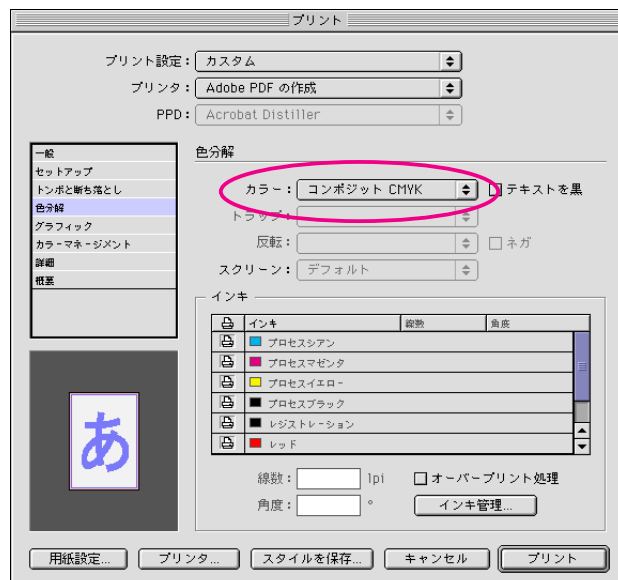 プリント
プリント設定： カスタム
プリンタ： Adobe PDF の作成
PPD： Acrobat Distiller
一般
セットアップ
トンボと断ち落とし
色分解
グラフィック
カラーマネージメント
詳細
概要
色分解
カラー： コンポジット CMYK テキストを黒
トラップ：
反転： ネガ
スクリーン： デフォルト
インキ
インキ 線数 角度
プロセスシアン
プロセスマゼンタ
プロセスイエロー
プロセスブラック
レジストレーション
レッド
線数： lpi オーバープリント処理
角度： ° インキ管理...
あ
用紙設定... プリンタ... スタイルを保存... キャンセル プリント